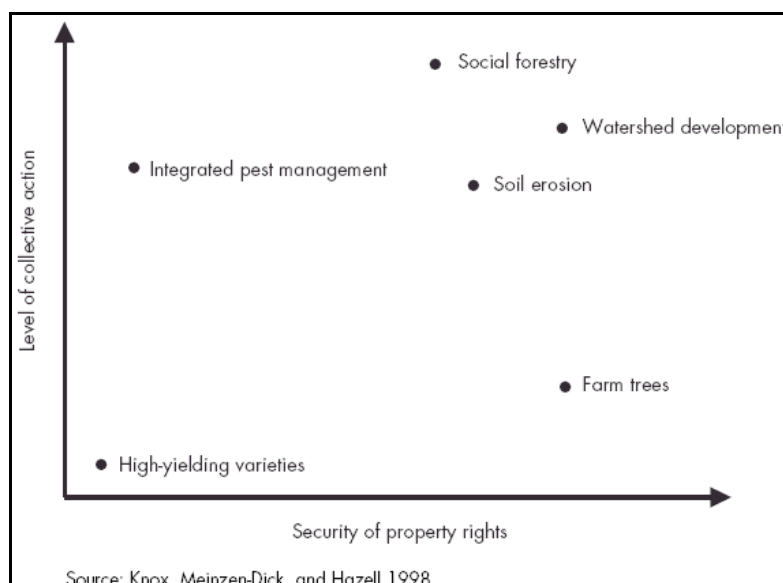 Social forestry
Watershed development
Integrated pest management
Soil erosion
Level of collective action
Farm trees
High-yielding varieties
Security of property rights
Source: Knox, Meinzen-Dick, and Hazell 1998